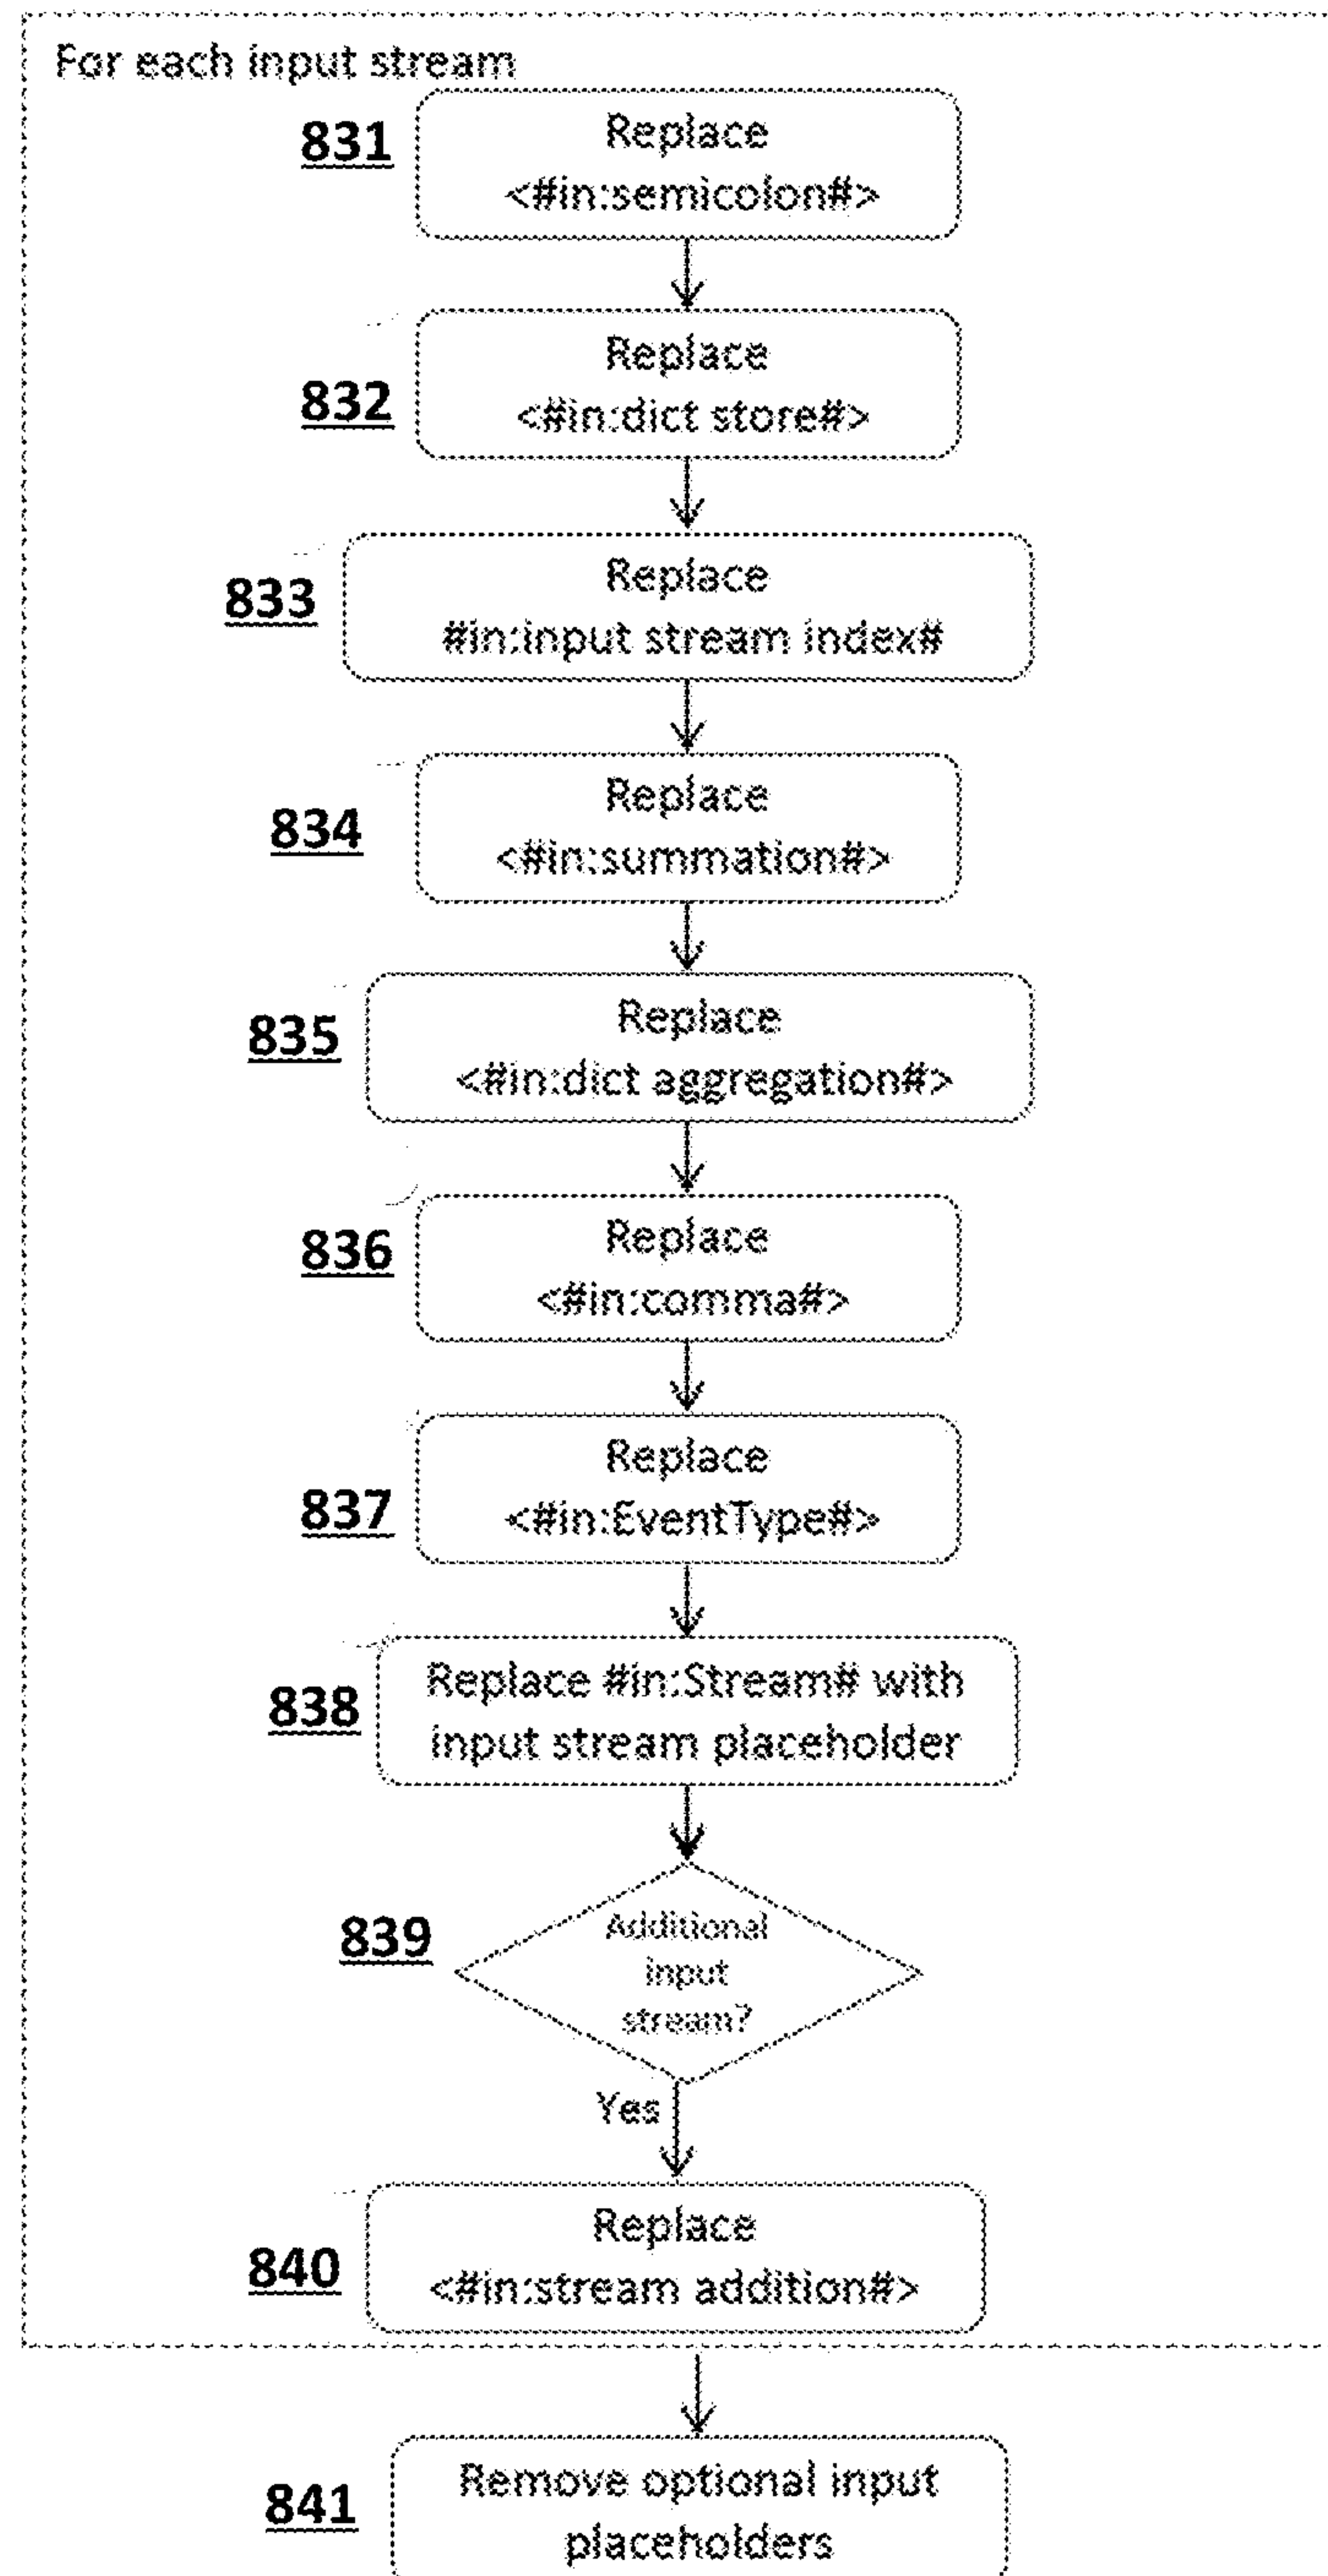 For each input stream
831
Replace
<#in:semicolon#>
832
Replace
<#in:dict store#>
833
Replace
#in:input stream index#
834
Replace
<#in:summation#>
835
Replace
<#in:dict aggregation#>
836
Replace
<#in:comma#>
837
Replace
<#in:EventType#>
838
Replace #in:Stream# with
input stream placeholder
839
Additional
input
stream?
Yes
840
Replace
<#in:stream addition#>
841
Remove optional input
placeholders